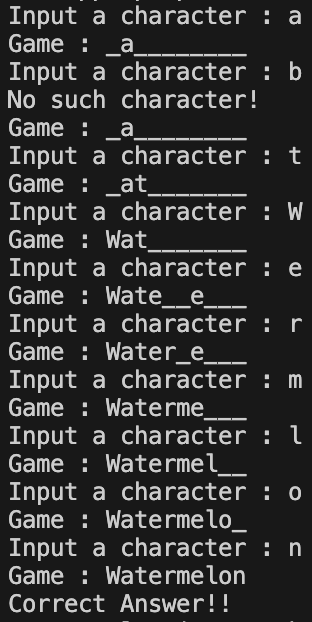 Input a character : a
Game : _a________
Input a character : b
No such character!
Game : _a________
Input a character : t
Game : _at_______
Input a character : W
Game : Wat_______
Input a character : e
Game : Wate__e___
Input a character : r
Game : Water_e___
Input a character : m
Game : Waterme___
Input a character : l
Game : Watermel__
Input a character : o
Game : Watermelo_
Input a character : n
Game : Watermelon
Correct Answer!!